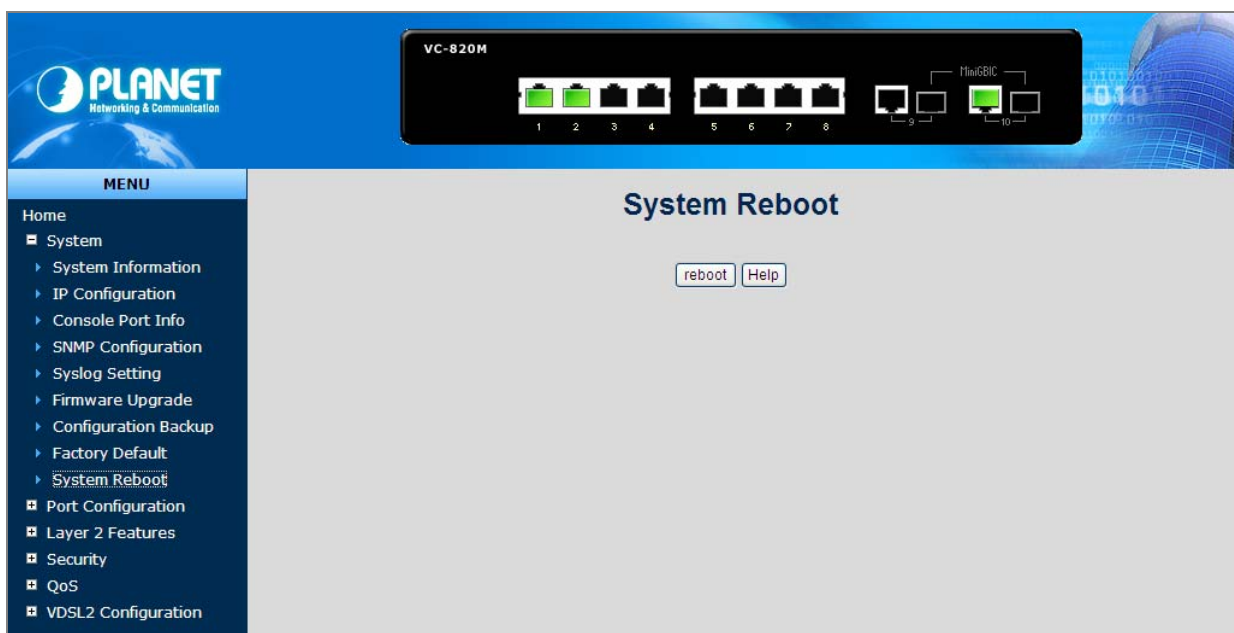 VC-820M
MiniGBIC
PLANET
Networking & Communication
1 2 3 4 5 6 7 8 9 10
MENU
Home
System
System Information
IP Configuration
Console Port Info
SNMP Configuration
Syslog Setting
Firmware Upgrade
Configuration Backup
Factory Default
System Reboot
Port Configuration
Layer 2 Features
Security
QoS
VDSL2 Configuration
System Reboot
reboot Help